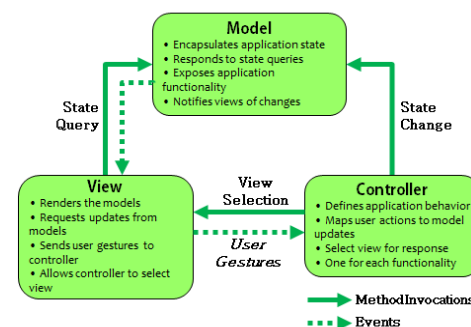 Model
• Encapsulates application state
• Responds to state queries
• Exposes application
functionality
• Notifies views of changes
State
Query
State
Change
View
• Renders the models
• Requests updates from
models
• Sends user gestures to
controller
• Allows controller to select
view
View
Selection
User
Gestures
Controller
• Defines application behavior
• Maps user actions to model
updates
• Select view for response
• One for each functionality
MethodInvocations
Events